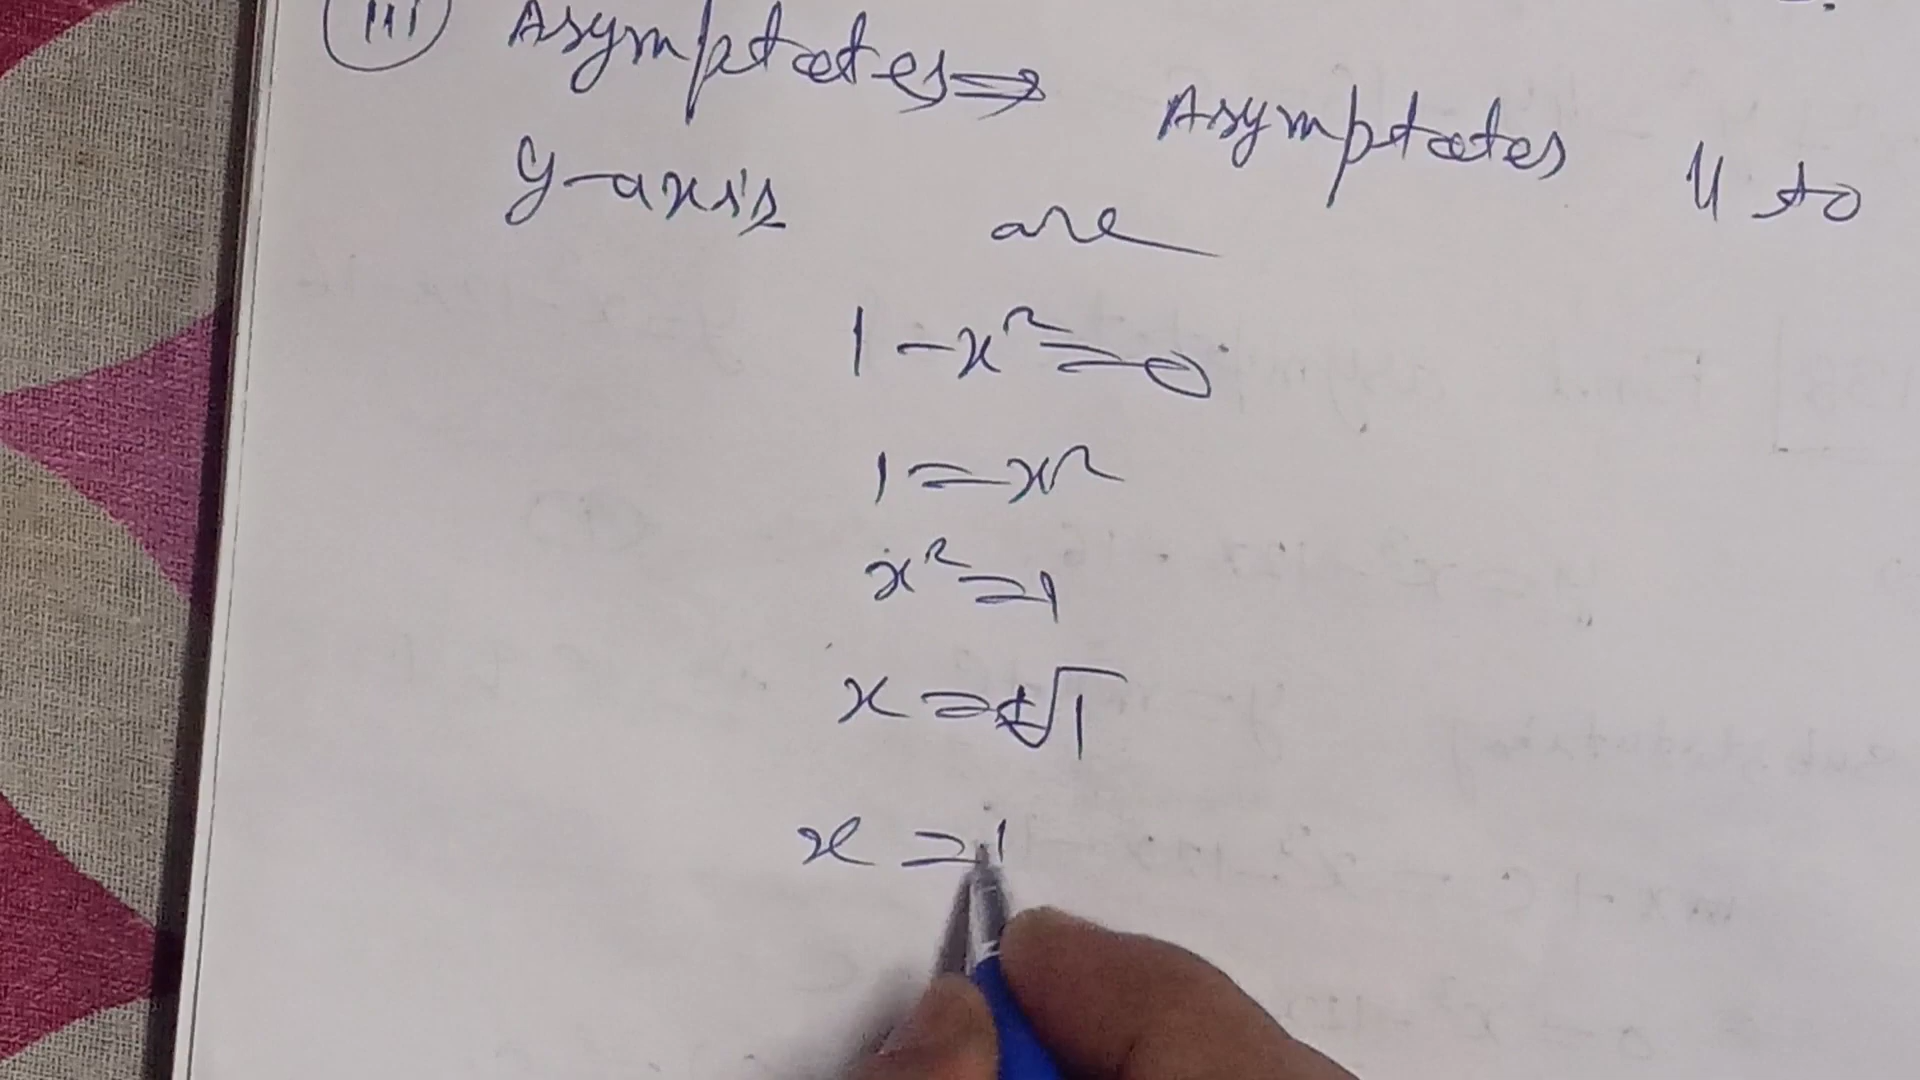 (iii) Asymptotes ⇒ Asymptotes || to
y-axis are
1 - x² = 0
1 = x²
x² = 1
x = ±√1
x = 1